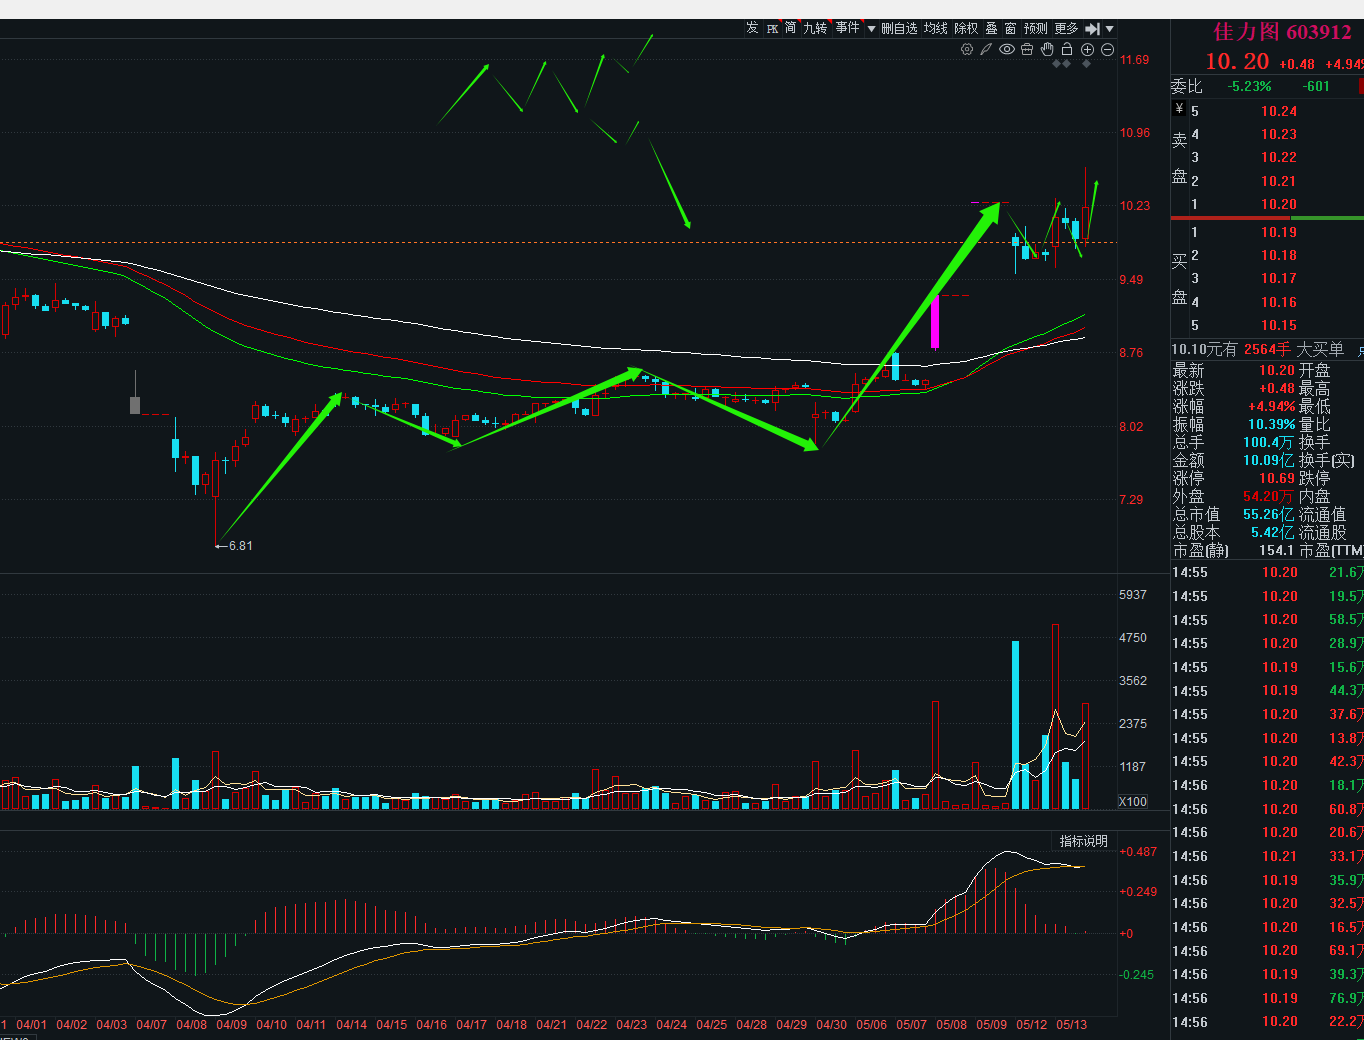 发 PK 简 九转 事件 删自选 均线 除权 叠 窗 预测 更多
佳力图 603912
10.20 +0.48 +4.94%
委比 -5.23% -601
¥
卖盘
5 10.24
4 10.23
3 10.22
2 10.21
1 10.20
买盘
1 10.19
2 10.18
3 10.17
4 10.16
5 10.15
10.10元有 2564手 大买单
最新 10.20 开盘
涨跌 +0.48 最高
涨幅 +4.94% 最低
振幅 10.39% 量比
总手 100.4万 换手
金额 10.09亿 换手(实)
涨停 10.69 跌停
外盘 54.20万 内盘
总市值 55.26亿 流通值
总股本 5.42亿 流通股
市盈(静) 154.1 市盈(TTM
14:55 10.20 21.6万
14:55 10.20 19.5万
14:55 10.20 58.5万
14:55 10.20 28.9万
14:55 10.19 15.6万
14:55 10.19 44.3万
14:55 10.20 37.6万
14:55 10.20 13.8万
14:55 10.20 42.3万
14:56 10.20 18.1万
14:56 10.20 60.8万
14:56 10.20 20.6万
14:56 10.21 33.1万
14:56 10.19 35.9万
14:56 10.20 32.5万
14:56 10.20 16.5万
14:56 10.20 69.1万
14:56 10.19 39.3万
14:56 10.19 76.9万
14:56 10.20 22.2万
11.69
10.96
10.23
9.49
8.76
8.02
7.29
6.81
5937
4750
3562
2375
1187
X100
指标说明
+0.487
+0.249
+0
-0.245
1 04/01 04/02 04/03 04/07 04/08 04/09 04/10 04/11 04/14 04/15 04/16 04/17 04/18 04/21 04/22 04/23 04/24 04/25 04/28 04/29 04/30 05/06 05/07 05/08 05/09 05/12 05/13